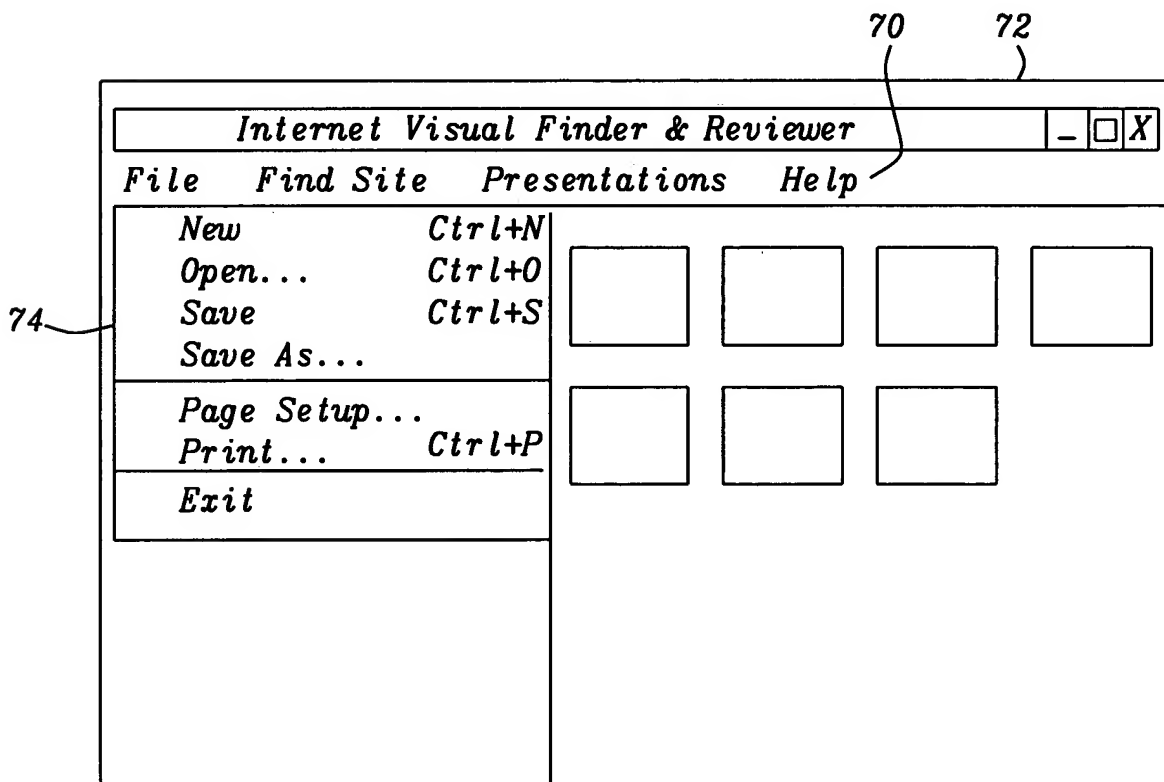 70 72
Internet Visual Finder & Reviewer _ □ X
File Find Site Presentations Help
New Ctrl+N
Open... Ctrl+O
74
Save Ctrl+S
Save As...
Page Setup...
Print... Ctrl+P
Exit